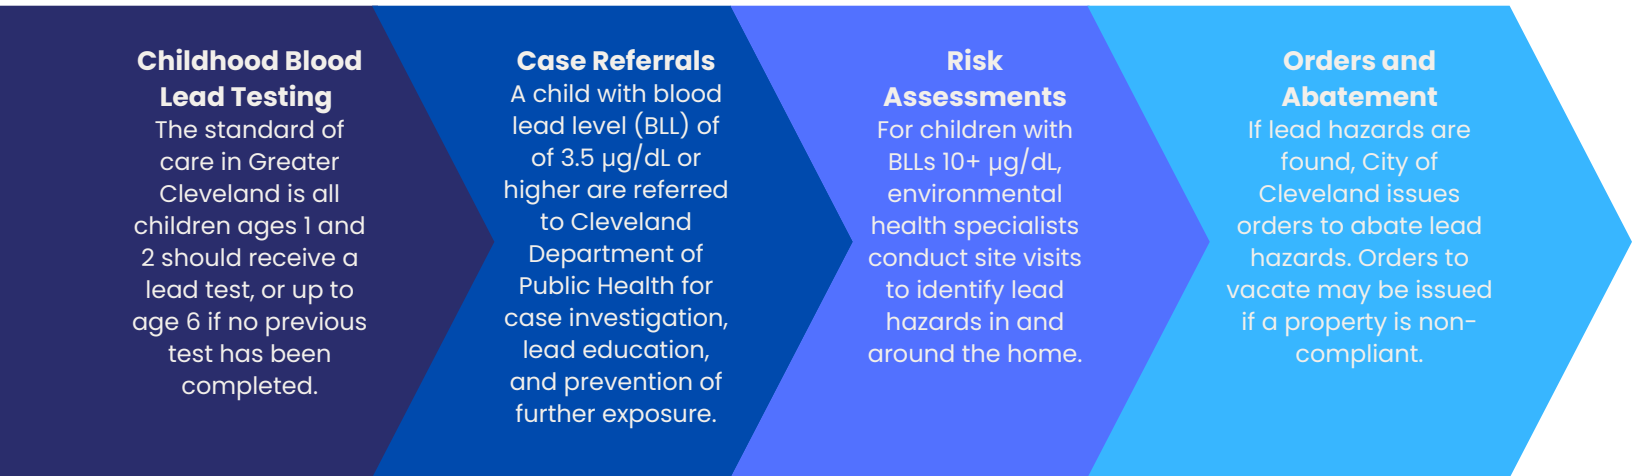 Childhood Blood
Lead Testing
The standard of
care in Greater
Cleveland is all
children ages 1 and
2 should receive a
lead test, or up to
age 6 if no previous
test has been
completed.
Case Referrals
A child with blood
lead level (BLL) of
of 3.5 µg/dL or
higher are referred
to Cleveland
Department of
Public Health for
case investigation,
lead education,
and prevention of
further exposure.
Risk
Assessments
For children with
BLLs 10+ µg/dL,
environmental
health specialists
conduct site visits
to identify lead
hazards in and
around the home.
Orders and
Abatement
If lead hazards are
found, City of
Cleveland issues
orders to abate lead
hazards. Orders to
vacate may be issued
if a property is non-
compliant.